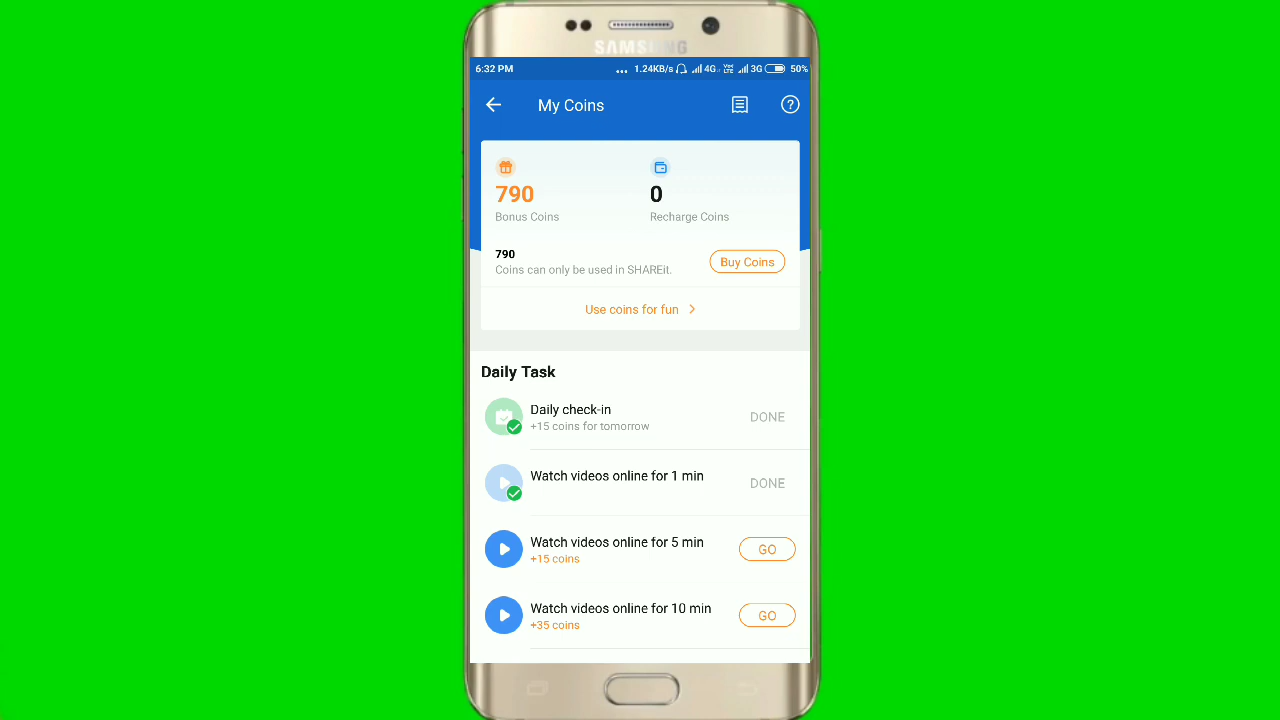 SAMSUNG
6:32 PM
... 1.24KB/s 4G Vo LTE 3G 50%
My Coins
790
Bonus Coins
0
Recharge Coins
790
Coins can only be used in SHAREit.
Buy Coins
Use coins for fun
Daily Task
Daily check-in
+15 coins for tomorrow
DONE
Watch videos online for 1 min
DONE
Watch videos online for 5 min
+15 coins
GO
Watch videos online for 10 min
+35 coins
GO